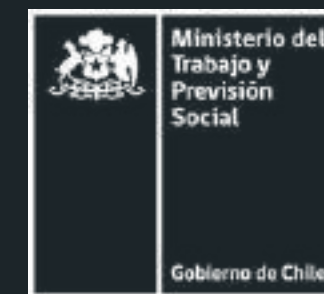 Ministerio del
Trabajo y
Previsión
Social
Gobierno de Chile